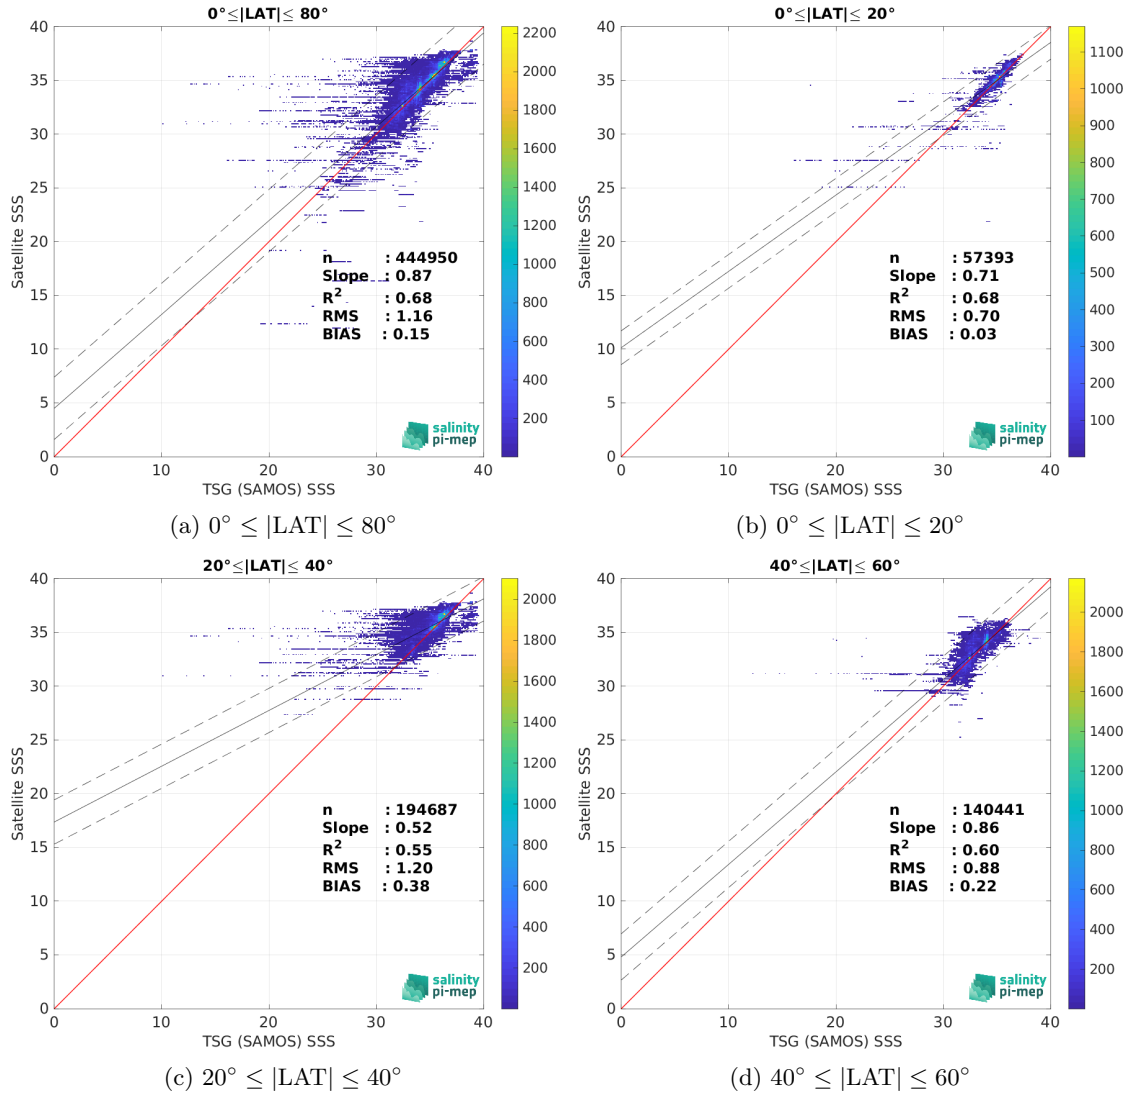 0°≤|LAT|≤ 80°
40
35
30
25
20
15
10
5
0
Satellite SSS
n : 444950
Slope : 0.87
R² : 0.68
RMS : 1.16
BIAS : 0.15
salinity
pi-mep
0 10 20 30 40
TSG (SAMOS) SSS
2200
2000
1800
1600
1400
1200
1000
800
600
400
200
(a) 0° ≤ |LAT| ≤ 80°
0°≤|LAT|≤ 20°
40
35
30
25
20
15
10
5
0
Satellite SSS
n : 57393
Slope : 0.71
R² : 0.68
RMS : 0.70
BIAS : 0.03
salinity
pi-mep
0 10 20 30 40
TSG (SAMOS) SSS
1100
1000
900
800
700
600
500
400
300
200
100
(b) 0° ≤ |LAT| ≤ 20°
20°≤|LAT|≤ 40°
40
35
30
25
20
15
10
5
0
Satellite SSS
n : 194687
Slope : 0.52
R² : 0.55
RMS : 1.20
BIAS : 0.38
salinity
pi-mep
0 10 20 30 40
TSG (SAMOS) SSS
2000
1800
1600
1400
1200
1000
800
600
400
200
(c) 20° ≤ |LAT| ≤ 40°
40°≤|LAT|≤ 60°
40
35
30
25
20
15
10
5
0
Satellite SSS
n : 140441
Slope : 0.86
R² : 0.60
RMS : 0.88
BIAS : 0.22
salinity
pi-mep
0 10 20 30 40
TSG (SAMOS) SSS
2000
1800
1600
1400
1200
1000
800
600
400
200
(d) 40° ≤ |LAT| ≤ 60°